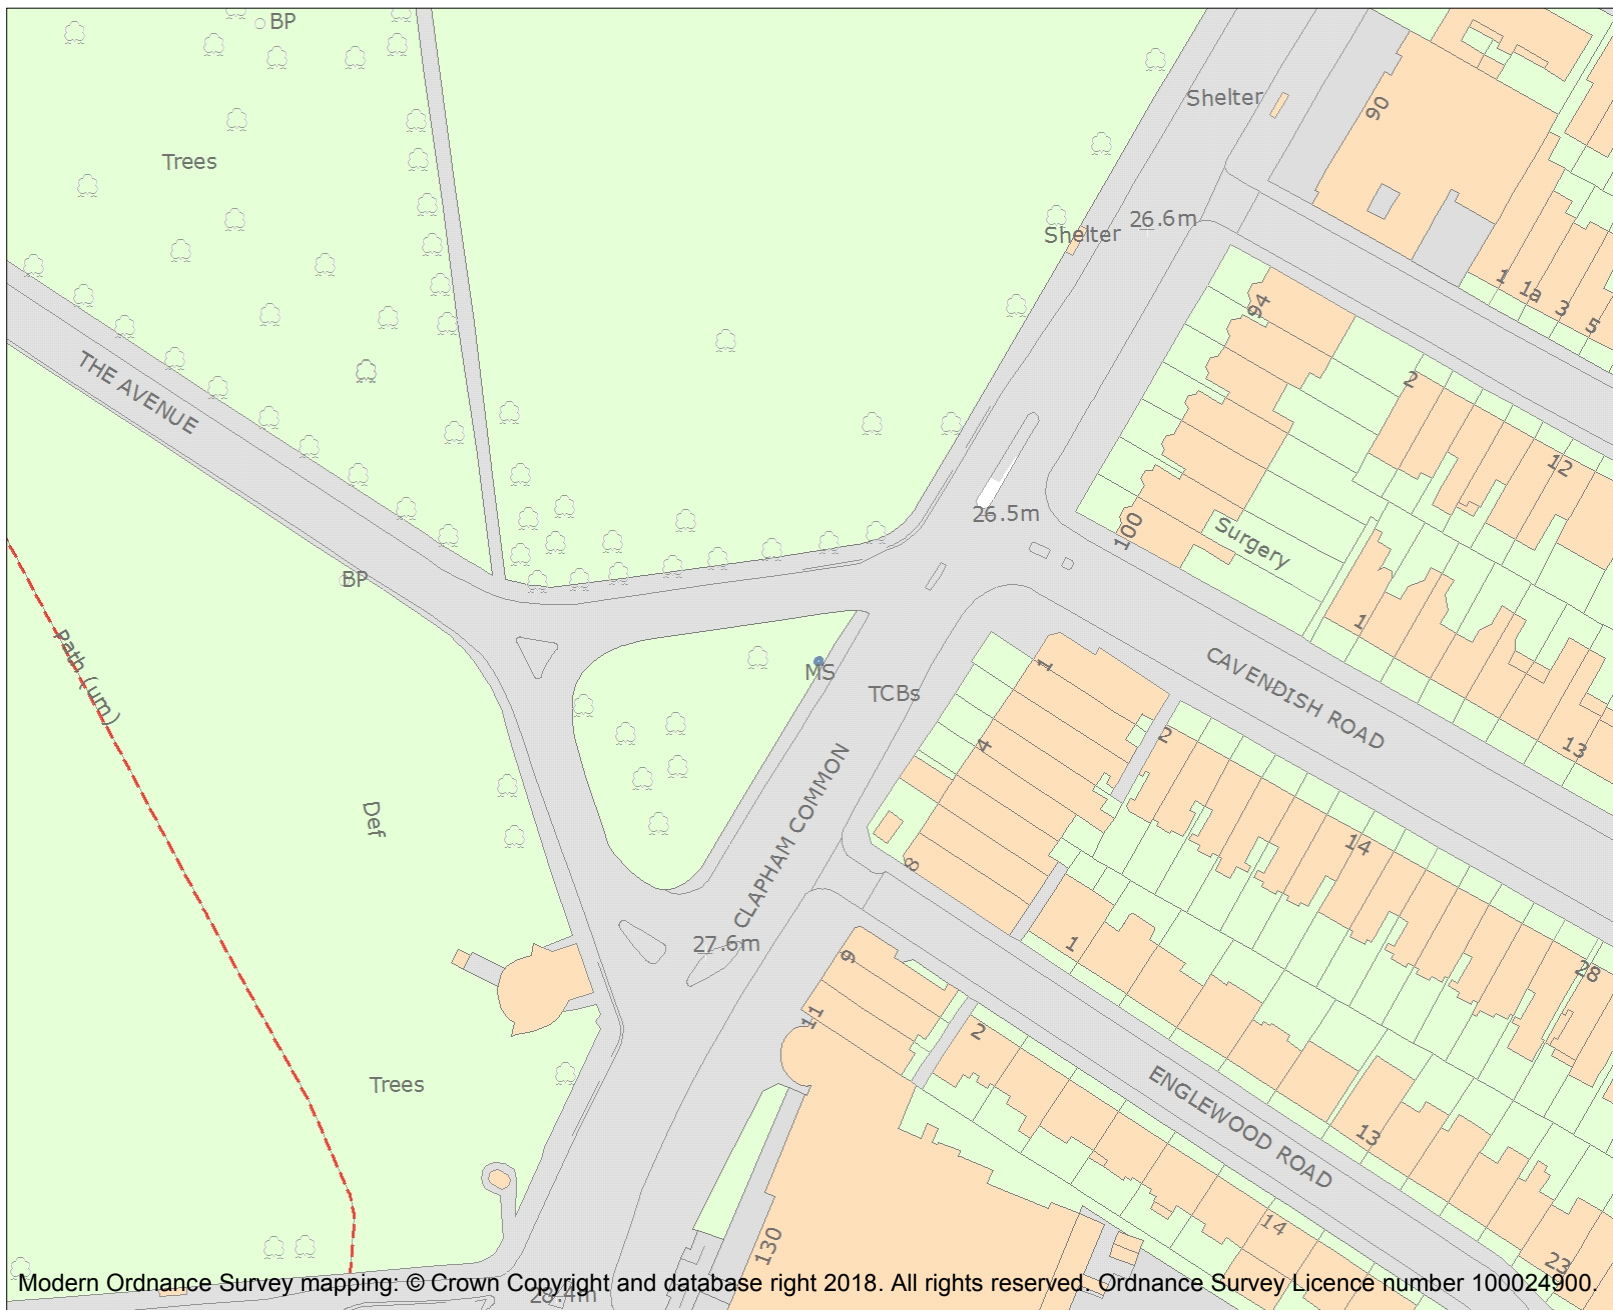 BP
Shelter
90
Trees
26.6m
Shelter
1
1a
3
5
94
THE AVENUE
2
12
26.5m
100
Surgery
BP
1
Path (um)
CAVENDISH ROAD
MS
TCBs
1
2
13
4
CLAPHAM COMMON
Def
14
8
27.6m
1
9
28
11
2
Trees
ENGLEWOOD ROAD
13
14
130
23
Modern Ordnance Survey mapping: © Crown Copyright and database right 2018. All rights reserved. Ordnance Survey Licence number 100024900.
28.4m